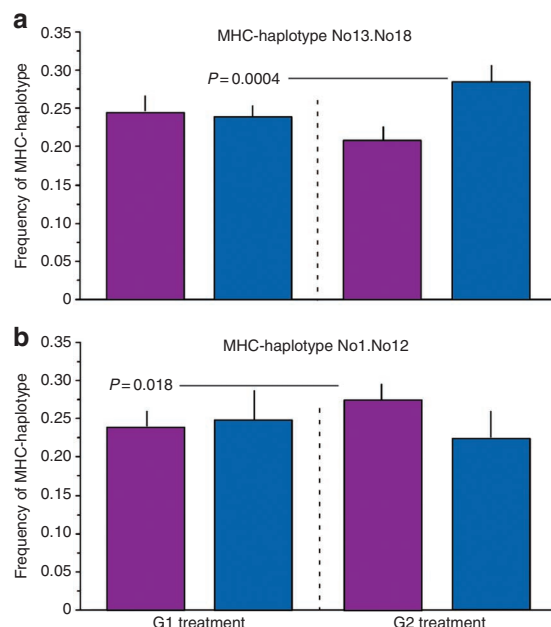 a
MHC-haplotype No13.No18
P=0.0004
Frequency of MHC-haplotype
0.35
0.30
0.25
0.20
0.15
0.10
0.05
0
b
MHC-haplotype No1.No12
P=0.018
Frequency of MHC-haplotype
0.35
0.30
0.25
0.20
0.15
0.10
0.05
0
G1 treatment
G2 treatment